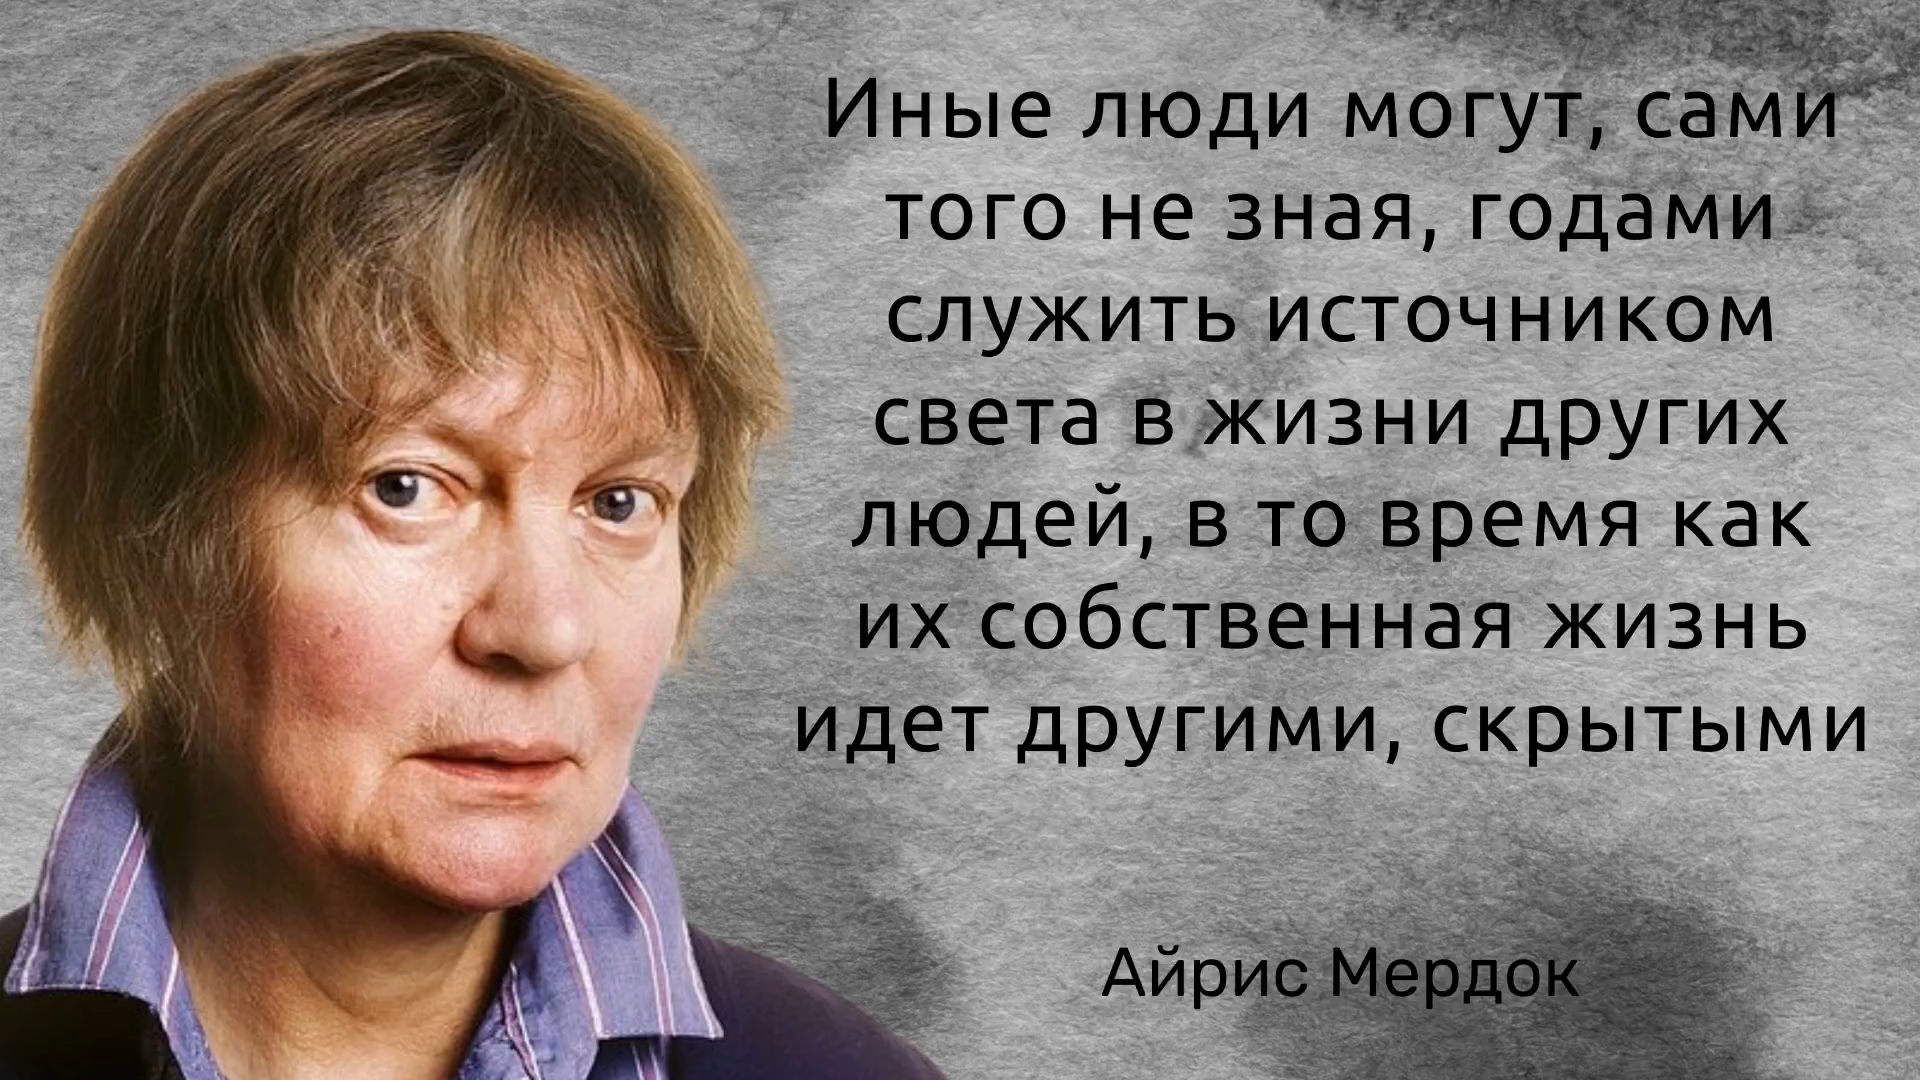 Иные люди могут, сами
того не зная, годами
служить источником
света в жизни других
людей, в то время как
их собственная жизнь
идет другими, скрытыми
Айрис Мердок